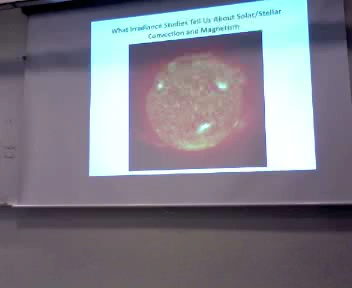 What Irradiance Studies Tell Us About Solar/Stellar
Convection and Magnetism